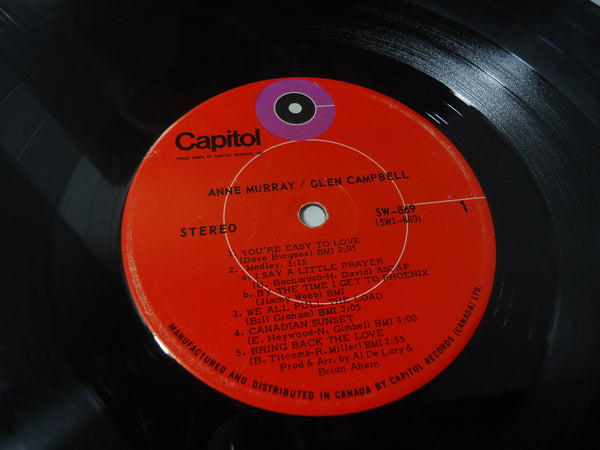 Capitol
TRADE MARK OF CAPITOL RECORDS, INC.
ANNE MURRAY / GLEN CAMPBELL
STEREO
SW-869
(SW1-869)
1
1. YOU'RE EASY TO LOVE
(Dave Burgess) BMI 2:05
2. Medley: 3:15
a. I SAY A LITTLE PRAYER
(B. Bacharach-H. David) ASCAP
b. BY THE TIME I GET TO PHOENIX
(Jimmy Webb) BMI
3. WE ALL PULL THE LOAD
(Bill Graham) BMI 3:05
4. CANADIAN SUNSET
(E. Heywood-N. Gimbel) BMI 3:00
5. BRING BACK THE LOVE
(B. Titcomb-R. Miller) BMI 2:55
Prod & Arr. by Al De Lory &
Brian Ahern
MANUFACTURED AND DISTRIBUTED IN CANADA BY CAPITOL RECORDS (CANADA) LTD.